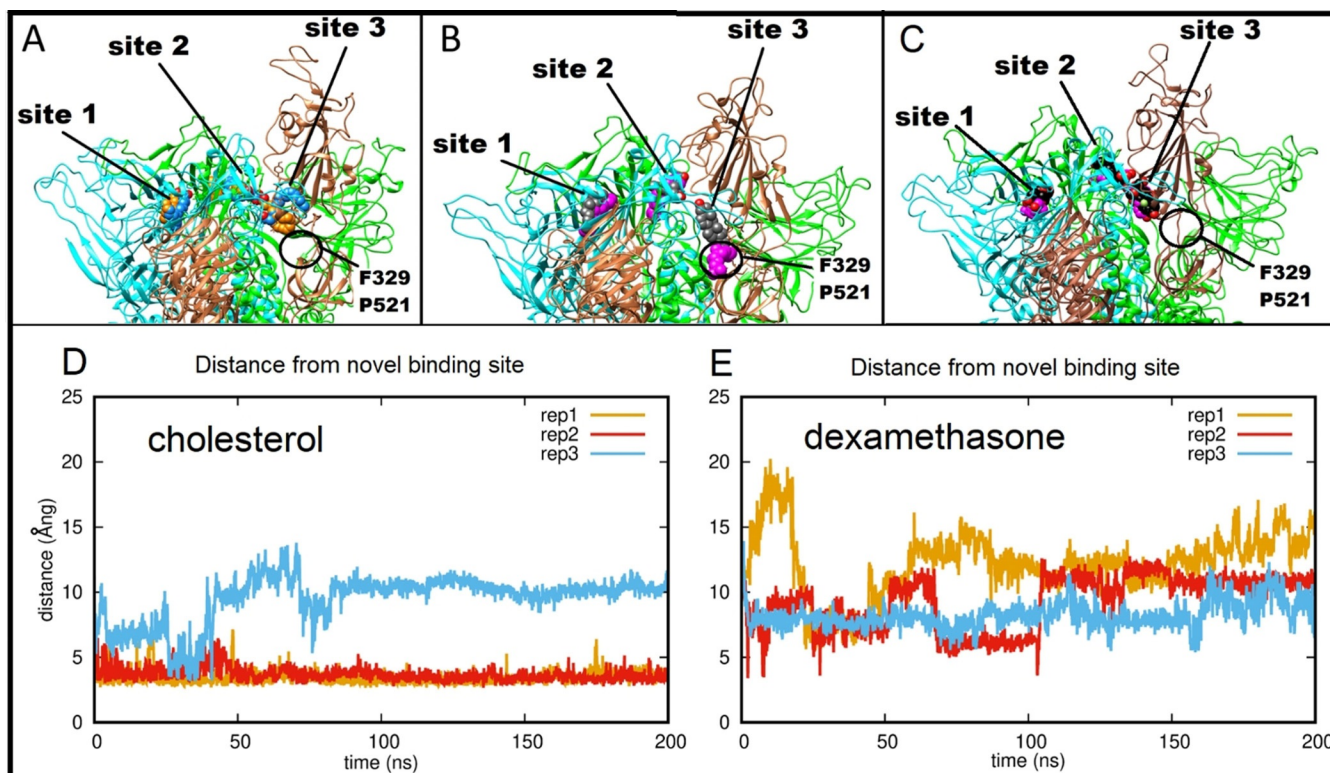 A
site 1
site 2
site 3
F329
P521
B
site 1
site 2
site 3
F329
P521
C
site 1
site 2
site 3
F329
P521
D
Distance from novel binding site
25
20
15
10
5
0
distance (Ång)
cholesterol
rep1
rep2
rep3
0
50
100
150
200
time (ns)
E
Distance from novel binding site
25
20
15
10
5
0
dexamethasone
rep1
rep2
rep3
0
50
100
150
200
time (ns)